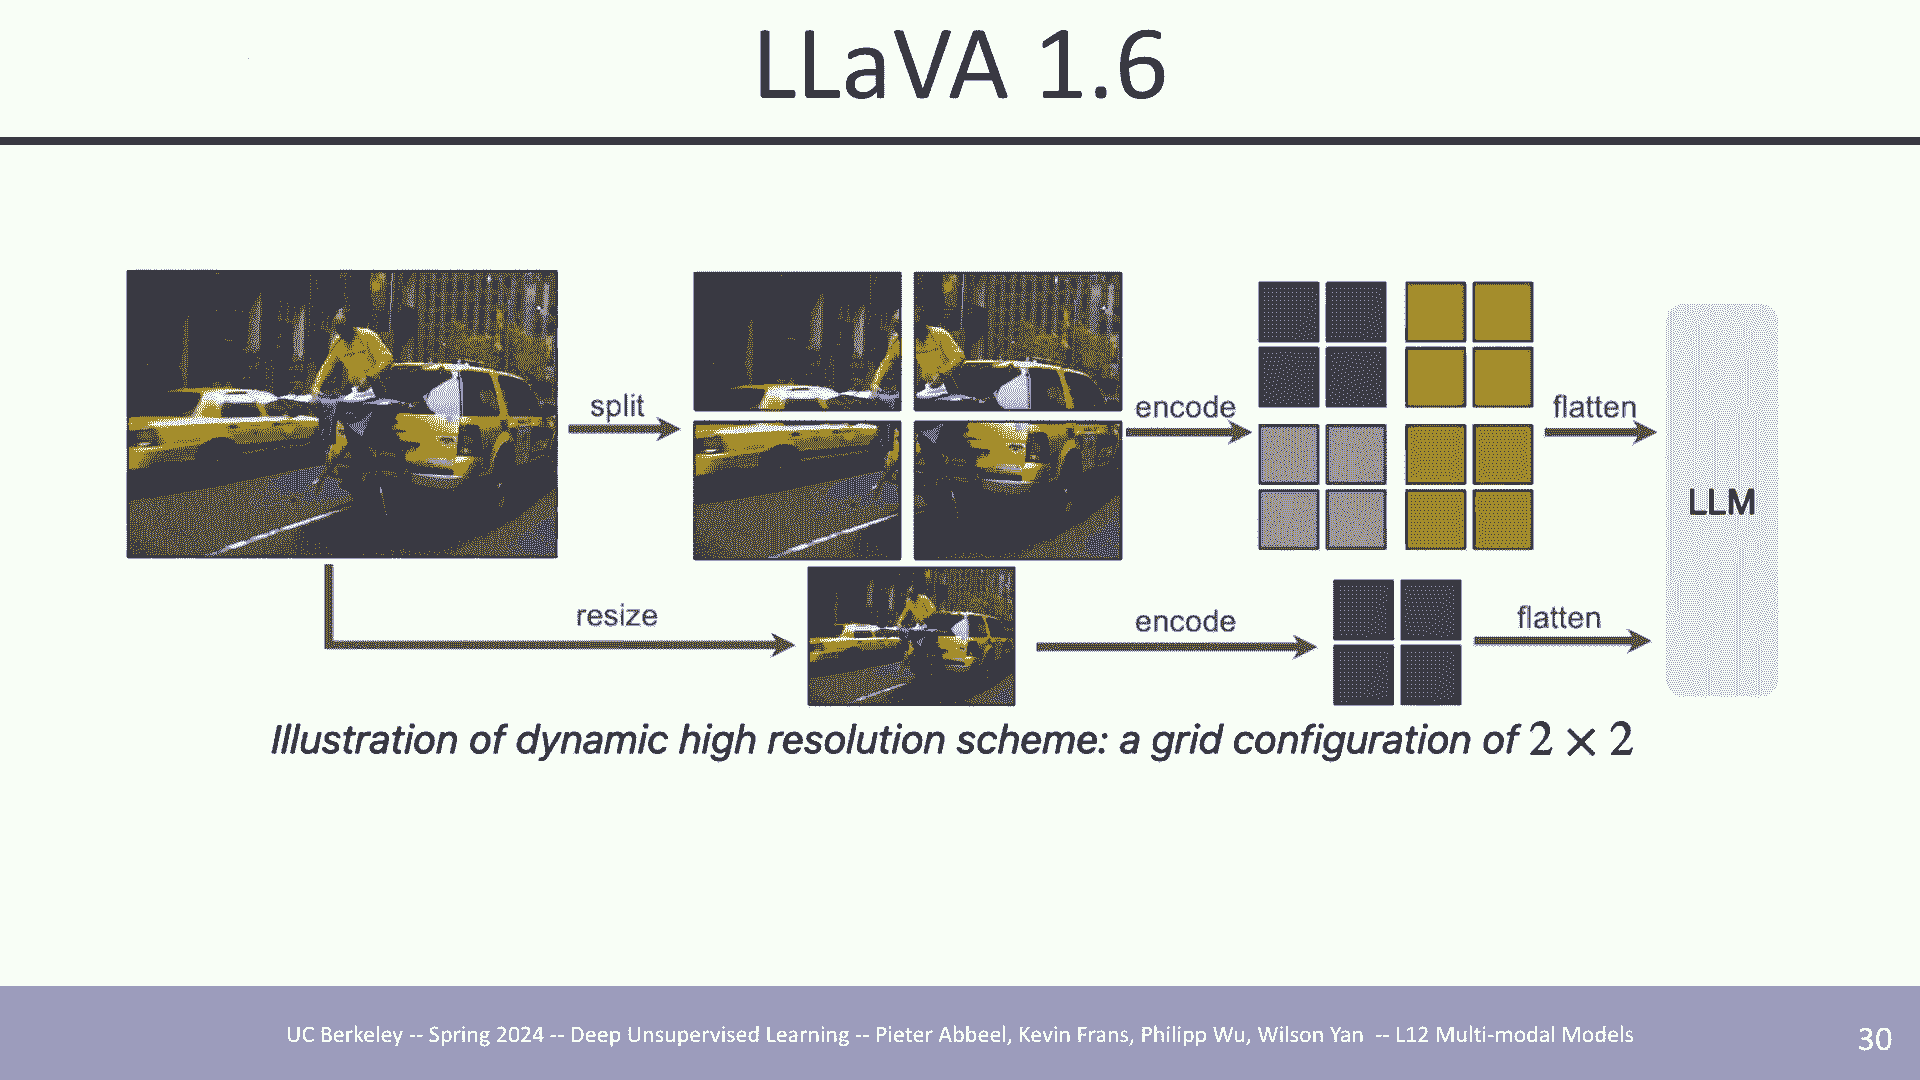 LLaVA 1.6
split
encode
flatten
LLM
resize
encode
flatten
Illustration of dynamic high resolution scheme: a grid configuration of 2 × 2
UC Berkeley -- Spring 2024 -- Deep Unsupervised Learning -- Pieter Abbeel, Kevin Frans, Philipp Wu, Wilson Yan -- L12 Multi-modal Models
30